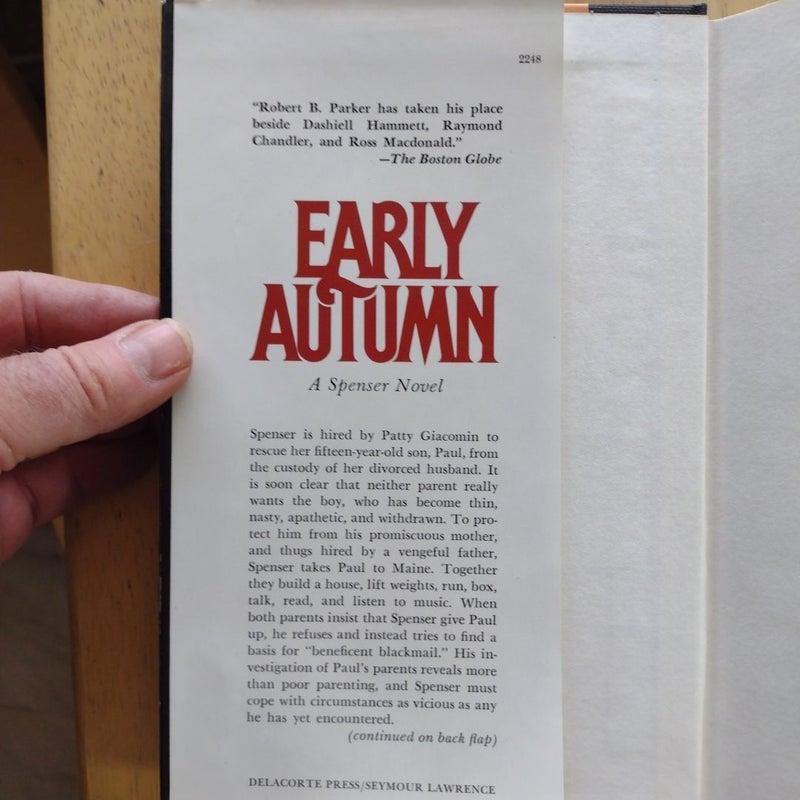 2248
“Robert B. Parker has taken his place
beside Dashiell Hammett, Raymond
Chandler, and Ross Macdonald.”
—The Boston Globe
EARLY
AUTUMN
A Spenser Novel
Spenser is hired by Patty Giacomin to
rescue her fifteen-year-old son, Paul, from
the custody of her divorced husband. It
is soon clear that neither parent really
wants the boy, who has become thin,
nasty, apathetic, and withdrawn. To pro-
tect him from his promiscuous mother,
and thugs hired by a vengeful father,
Spenser takes Paul to Maine. Together
they build a house, lift weights, run, box,
talk, read, and listen to music. When
both parents insist that Spenser give Paul
up, he refuses and instead tries to find a
basis for “beneficent blackmail.” His in-
vestigation of Paul’s parents reveals more
than poor parenting, and Spenser must
cope with circumstances as vicious as any
he has yet encountered.
(continued on back flap)
DELACORTE PRESS/SEYMOUR LAWRENCE